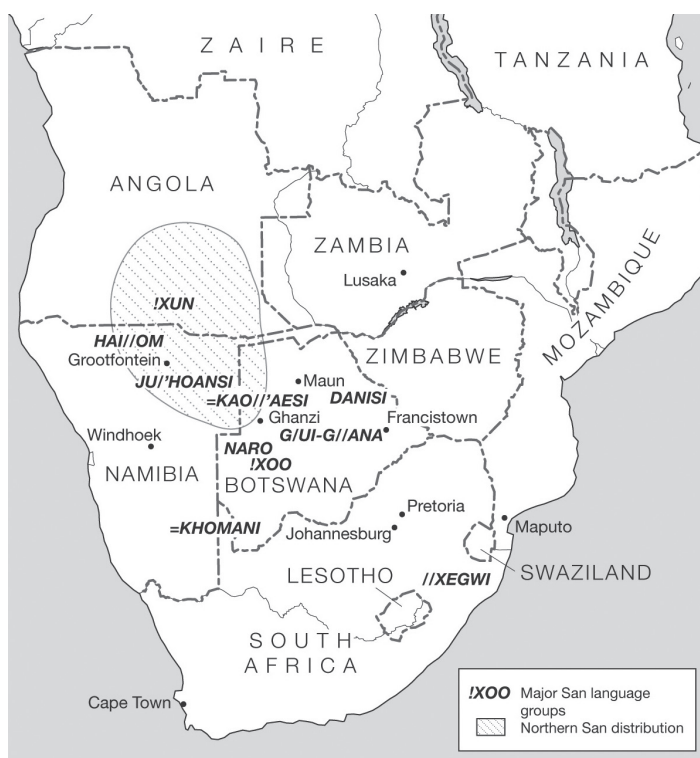 ZAIRE
TANZANIA
ANGOLA
ZAMBIA
Lusaka
MOZAMBIQUE
!XUN
HAI//OM
Grootfontein
ZIMBABWE
JU/'HOANSI
Maun
=KAO//'AESI
DANISI
Ghanzi
Francistown
G/UI-G//ANA
Windhoek
NARO
!XOO
NAMIBIA
BOTSWANA
Pretoria
=KHOMANI
Johannesburg
Maputo
LESOTHO
//XEGWI
SWAZILAND
SOUTH
AFRICA
Cape Town
!XOO Major San language
groups
Northern San distribution